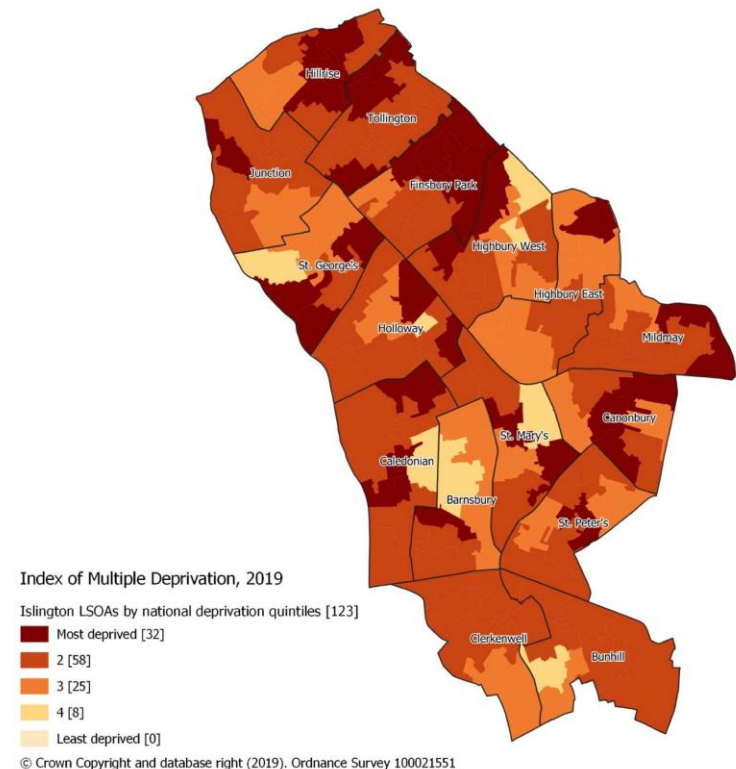 Hillrise
Tollington
Junction
Finsbury Park
Highbury West
St. George's
Highbury East
Holloway
Mildmay
Canonbury
St. Mary's
Caledonian
Barnsbury
St. Peter's
Index of Multiple Deprivation, 2019
Islington LSOAs by national deprivation quintiles [123]
Most deprived [32]
Clerkenwell
2 [58]
Bunhill
3 [25]
4 [8]
Least deprived [0]
© Crown Copyright and database right (2019). Ordnance Survey 100021551